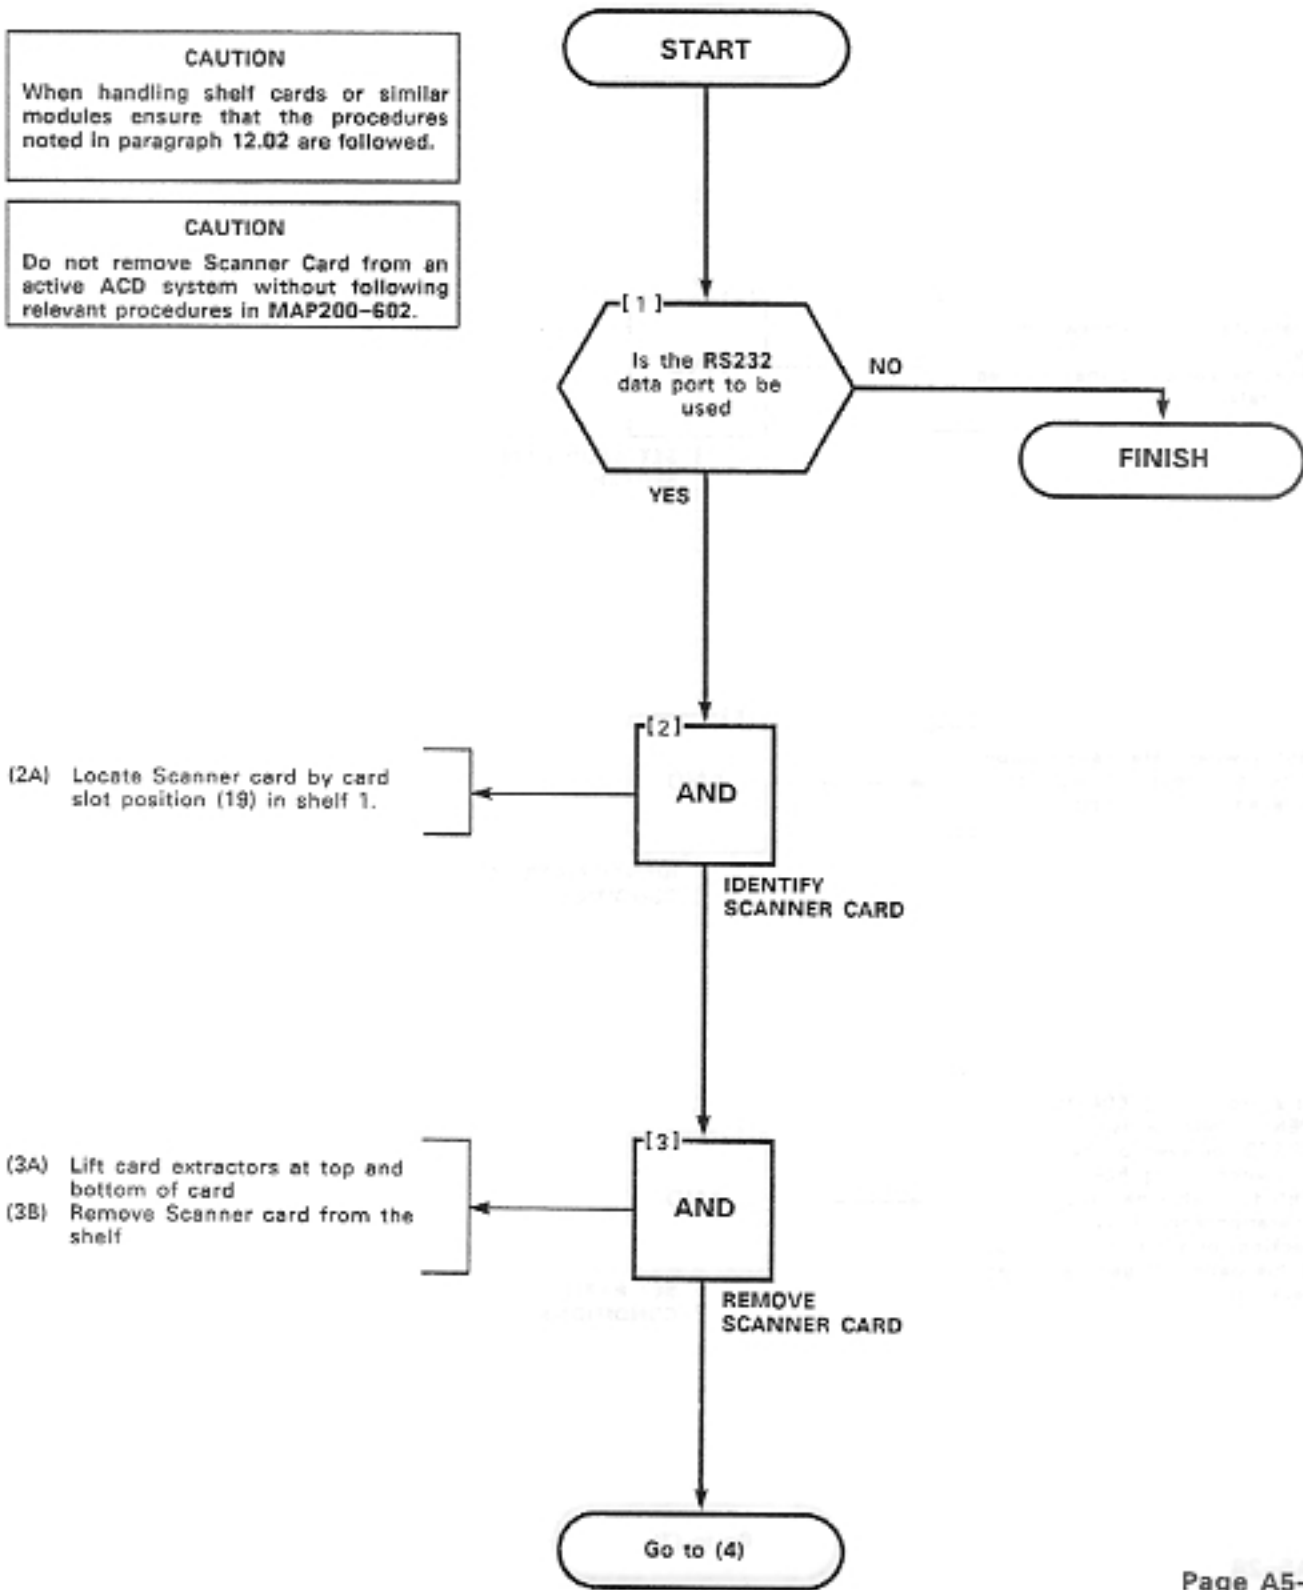 CAUTION
When handling shelf cards or similar
modules ensure that the procedures
noted in paragraph 12.02 are followed.
CAUTION
Do not remove Scanner Card from an
active ACD system without following
relevant procedures in MAP200-602.
START
[1]
Is the RS232
data port to be
used
NO
FINISH
YES
[2]
AND
(2A) Locate Scanner card by card
slot position (19) in shelf 1.
IDENTIFY
SCANNER CARD
[3]
AND
(3A) Lift card extractors at top and
bottom of card
(3B) Remove Scanner card from the
shelf
REMOVE
SCANNER CARD
Go to (4)
Page A5-